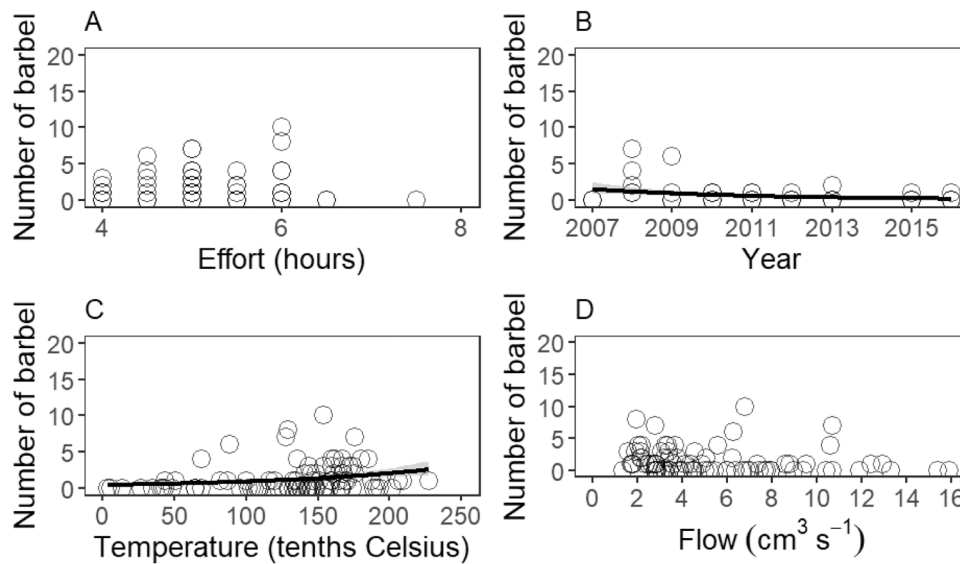 A
Number of barbel
20
15
10
5
0
4 5 6 7 8
Effort (hours)
B
Number of barbel
20
15
10
5
0
2007 2009 2011 2013 2015
Year
C
Number of barbel
20
15
10
5
0
0 50 100 150 200 250
Temperature (tenths Celsius)
D
Number of barbel
20
15
10
5
0
0 2 4 6 8 10 12 14 16
Flow (cm³ s⁻¹)